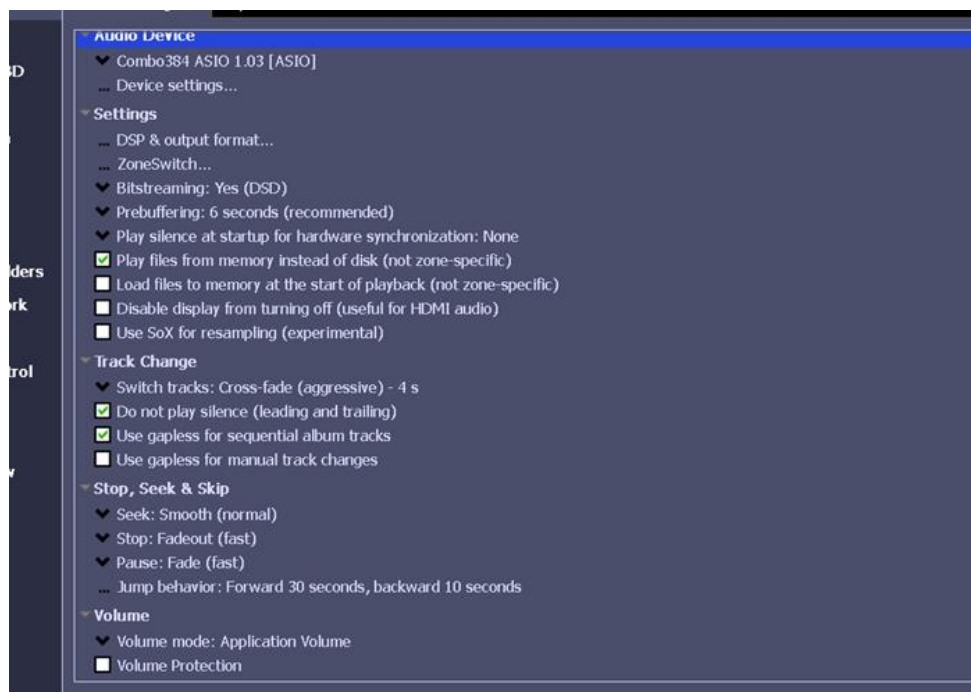 Audio Device
Combo384 ASIO 1.03 [ASIO]
... Device settings...
Settings
... DSP & output format...
... ZoneSwitch...
Bitstreaming: Yes (DSD)
Prebuffering: 6 seconds (recommended)
Play silence at startup for hardware synchronization: None
Play files from memory instead of disk (not zone-specific)
Load files to memory at the start of playback (not zone-specific)
Disable display from turning off (useful for HDMI audio)
Use SoX for resampling (experimental)
Track Change
Switch tracks: Cross-fade (aggressive) - 4 s
Do not play silence (leading and trailing)
Use gapless for sequential album tracks
Use gapless for manual track changes
Stop, Seek & Skip
Seek: Smooth (normal)
Stop: Fadeout (fast)
Pause: Fade (fast)
... Jump behavior: Forward 30 seconds, backward 10 seconds
Volume
Volume mode: Application Volume
Volume Protection